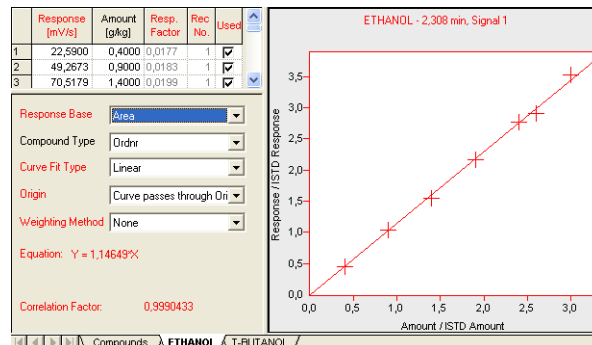 Response [mV/s] Amount [g/kg] Resp. Factor Rec No. Used
1 22,5900 0,4000 0,0177 1
2 49,2673 0,9000 0,0183 1
3 70,5179 1,4000 0,0199 1
Response Base Area
Compound Type Ordnr
Curve Fit Type Linear
Origin Curve passes through Ori
Weighting Method None
Equation: Y = 1,14649*X
Correlation Factor: 0,9990433
Compounds ETHANOL T-BUTANOL
ETHANOL - 2,308 min, Signal 1
Response / ISTD Response
3,5
3,0
2,5
2,0
1,5
1,0
0,5
0,0
0,0 0,5 1,0 1,5 2,0 2,5 3,0
Amount / ISTD Amount